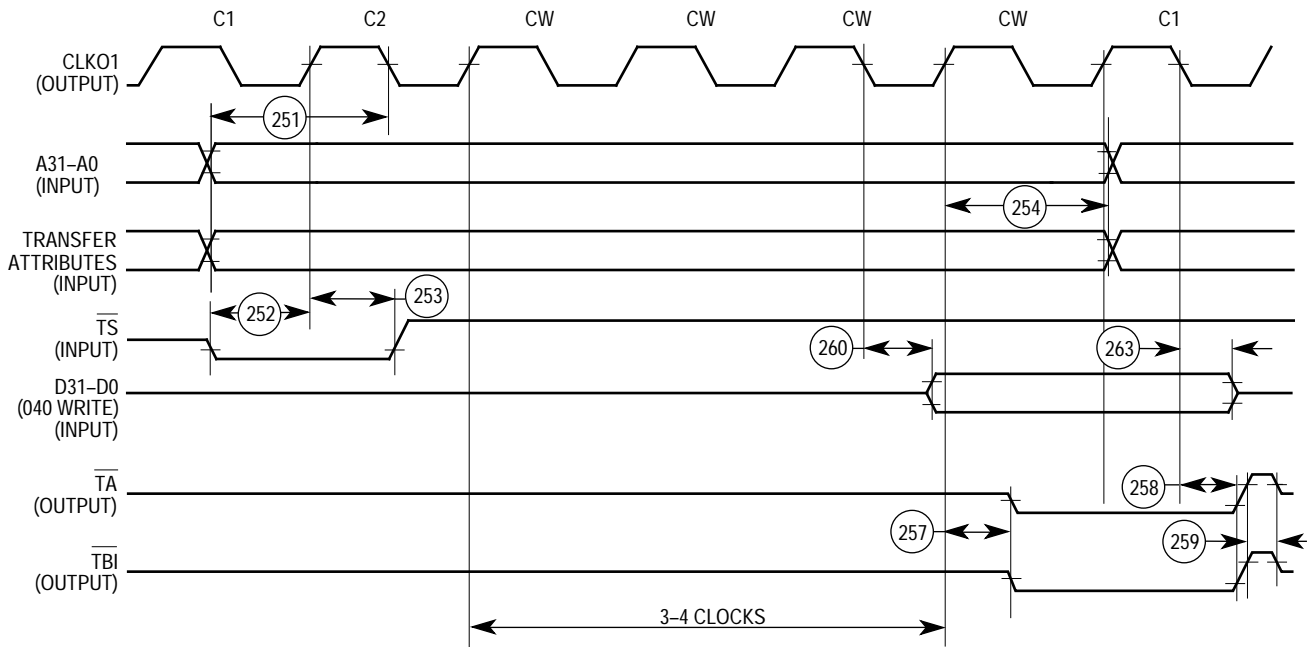 C1 C2 CW CW CW CW C1
CLKO1
(OUTPUT)
251
A31–A0
(INPUT)
254
TRANSFER
ATTRIBUTES
(INPUT)
252
253
TS
(INPUT)
260
263
D31–D0
(040 WRITE)
(INPUT)
TA
(OUTPUT)
258
257
259
TBI
(OUTPUT)
3–4 CLOCKS